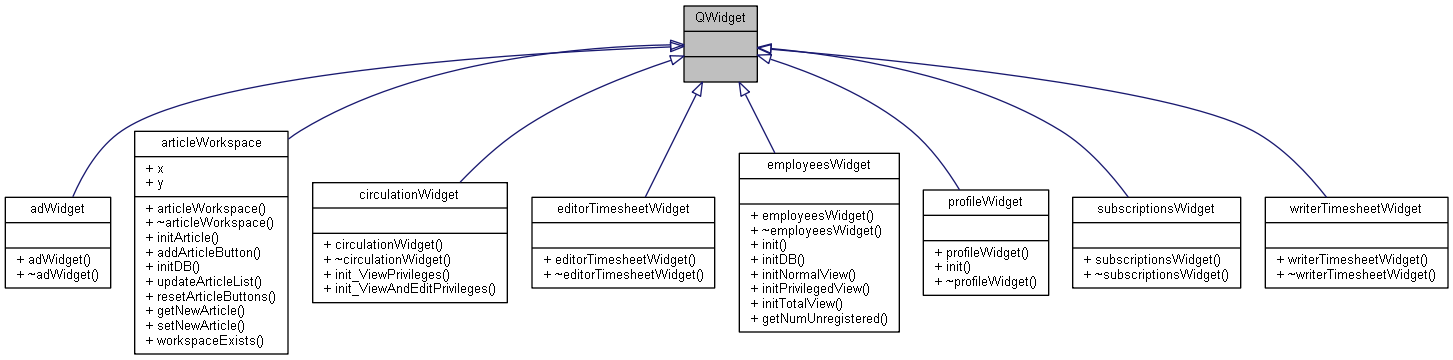 QWidget
adWidget
+ adWidget()
+ ~adWidget()
articleWorkspace
+ x
+ y
+ articleWorkspace()
+ ~articleWorkspace()
+ initArticle()
+ addArticleButton()
+ initDB()
+ updateArticleList()
+ resetArticleButtons()
+ getNewArticle()
+ setNewArticle()
+ workspaceExists()
circulationWidget
+ circulationWidget()
+ ~circulationWidget()
+ init_ViewPrivileges()
+ init_ViewAndEditPrivileges()
editorTimesheetWidget
+ editorTimesheetWidget()
+ ~editorTimesheetWidget()
employeesWidget
+ employeesWidget()
+ ~employeesWidget()
+ init()
+ initDB()
+ initNormalView()
+ initPrivilegedView()
+ initTotalView()
+ getNumUnregistered()
profileWidget
+ profileWidget()
+ init()
+ ~profileWidget()
subscriptionsWidget
+ subscriptionsWidget()
+ ~subscriptionsWidget()
writerTimesheetWidget
+ writerTimesheetWidget()
+ ~writerTimesheetWidget()